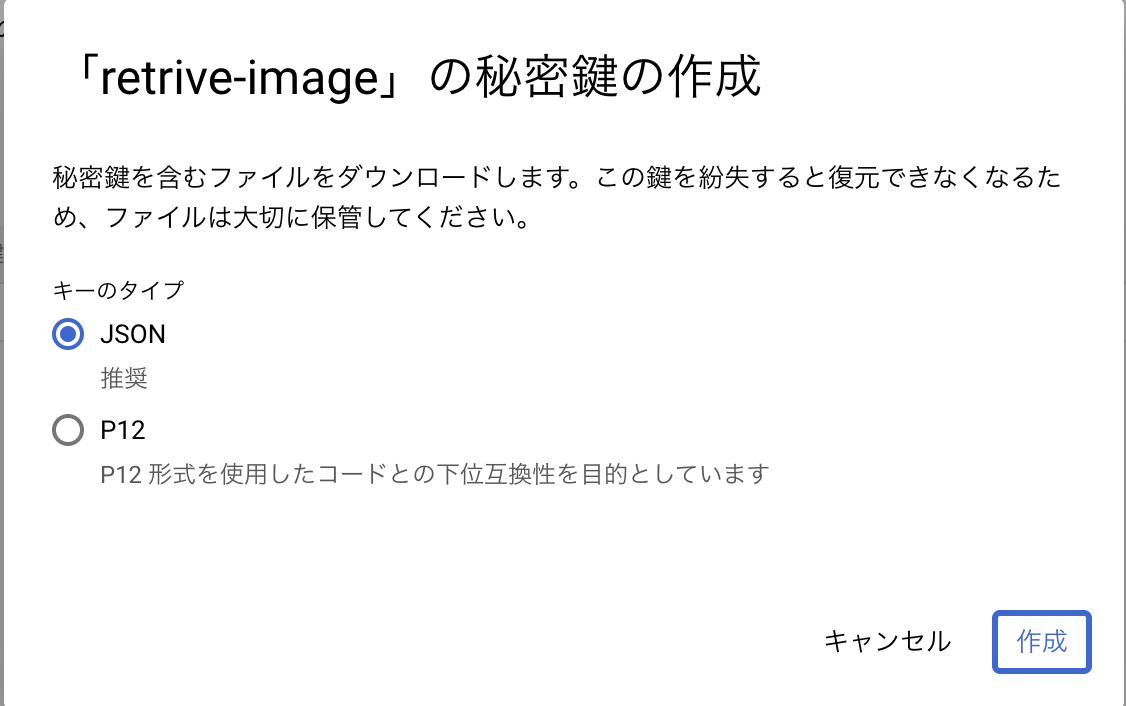 「retrive-image」の秘密鍵の作成
秘密鍵を含むファイルをダウンロードします。この鍵を紛失すると復元できなくなるた
め、ファイルは大切に保管してください。
キーのタイプ
JSON
推奨
P12
P12 形式を使用したコードとの下位互換性を目的としています
キャンセル
作成